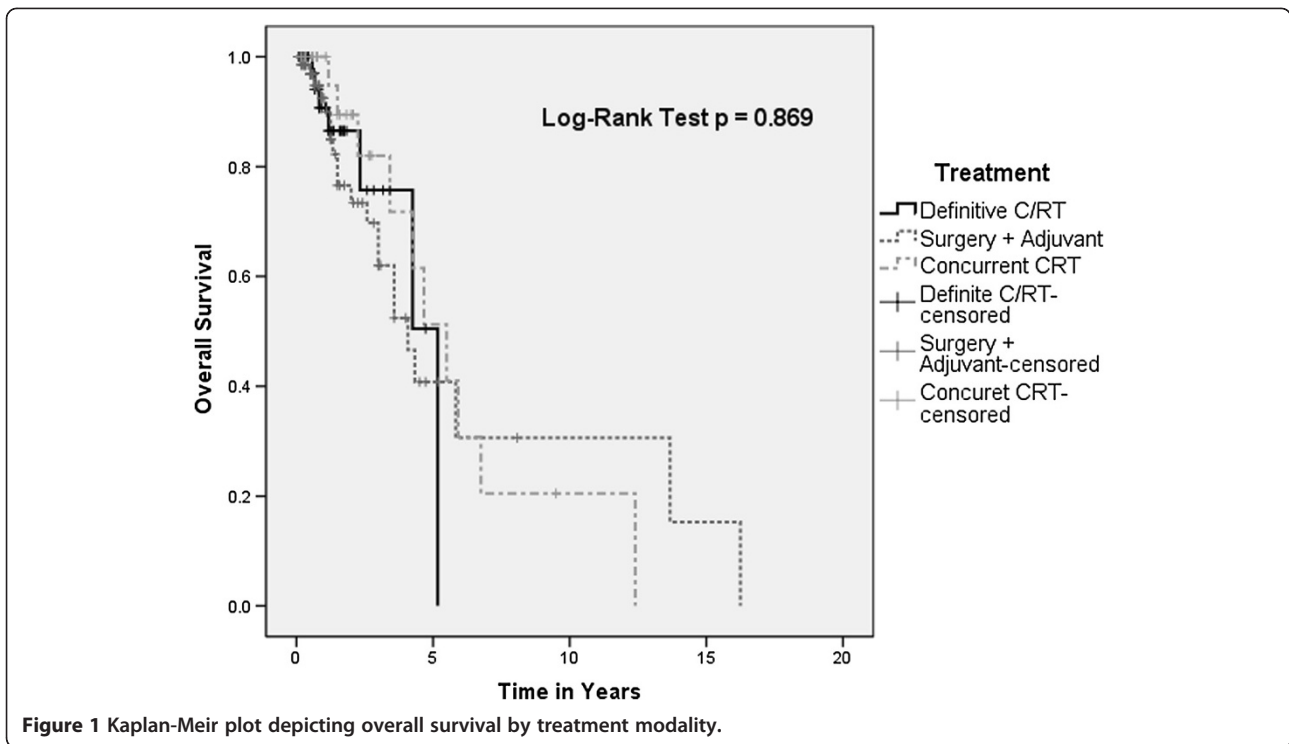 1.0
0.8
0.6
0.4
0.2
0.0
Overall Survival
Log-Rank Test p = 0.869
0 5 10 15 20
Time in Years
Treatment
Definitive C/RT
Surgery + Adjuvant
Concurrent CRT
Definite C/RT-
censored
Surgery +
Adjuvant-censored
Concuret CRT-
censored
Figure 1 Kaplan-Meir plot depicting overall survival by treatment modality.